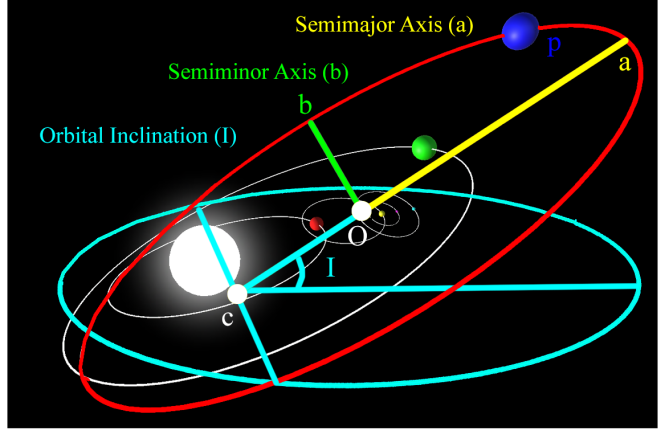 Semimajor Axis (a)
p
a
Semiminor Axis (b)
b
Orbital Inclination (I)
O
I
c